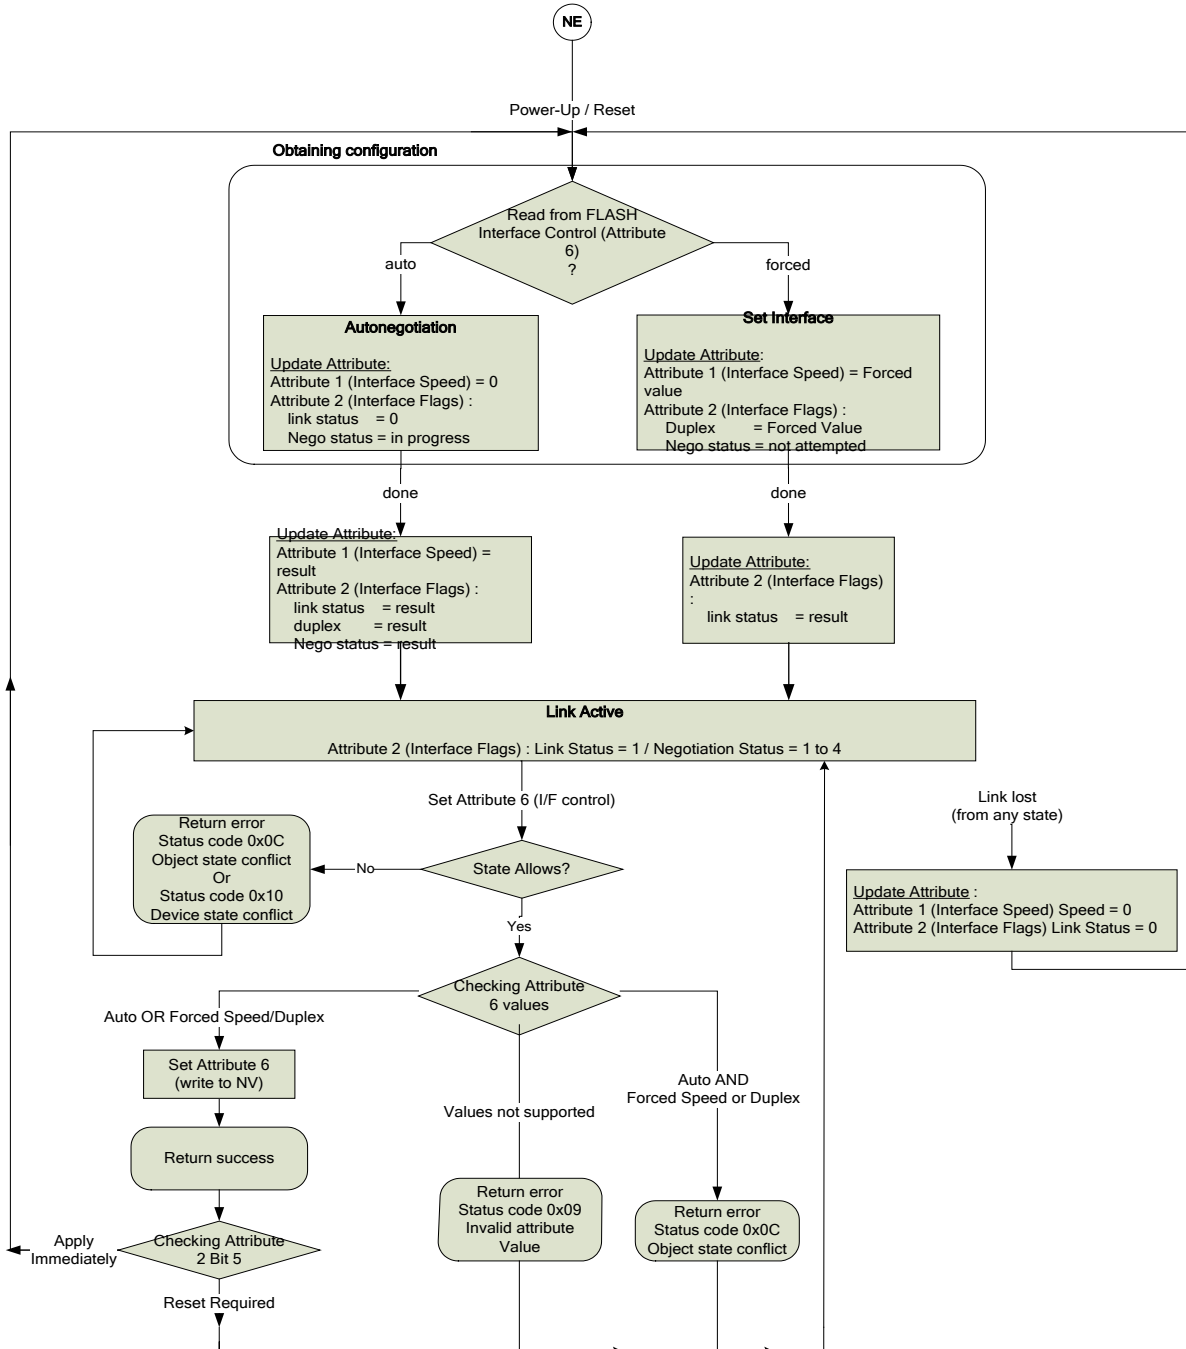 NE
Power-Up / Reset
Obtaining configuration
Read from FLASH
Interface Control (Attribute
6)
?
auto
forced
Autonegotiation
Update Attribute:
Attribute 1 (Interface Speed) = 0
Attribute 2 (Interface Flags) :
link status = 0
Nego status = in progress
Set Interface
Update Attribute:
Attribute 1 (Interface Speed) = Forced
value
Attribute 2 (Interface Flags) :
Duplex = Forced Value
Nego status = not attempted
done
done
Update Attribute:
Attribute 1 (Interface Speed) =
result
Attribute 2 (Interface Flags) :
link status = result
duplex = result
Nego status = result
Update Attribute:
Attribute 2 (Interface Flags)
:
link status = result
Link Active
Attribute 2 (Interface Flags) : Link Status = 1 / Negotiation Status = 1 to 4
Set Attribute 6 (I/F control)
Link lost
(from any state)
Return error
Status code 0x0C
Object state conflict
Or
Status code 0x10
Device state conflict
No
State Allows?
Yes
Update Attribute :
Attribute 1 (Interface Speed) Speed = 0
Attribute 2 (Interface Flags) Link Status = 0
Checking Attribute
6 values
Auto OR Forced Speed/Duplex
Set Attribute 6
(write to NV)
Auto AND
Forced Speed or Duplex
Values not supported
Return success
Return error
Status code 0x09
Invalid attribute
Value
Return error
Status code 0x0C
Object state conflict
Apply
Immediately
Checking Attribute
2 Bit 5
Reset Required